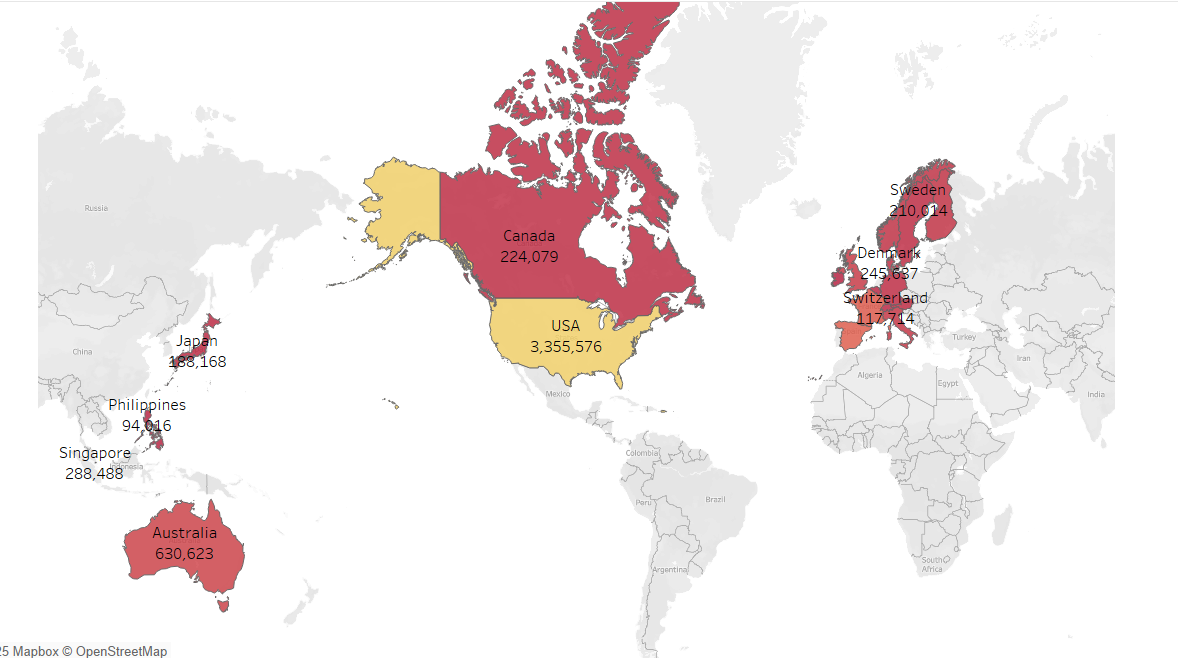 Russia
Sweden
210,014
Canada
224,079
Denmark
245,637
Switzerland
117,714
USA
3,355,576
Japan
188,168
China
Turkey
Iran
Algeria
Egypt
India
Mexico
Philippines
94,016
Singapore
288,488
Indonesia
Colombia
Peru
Brazil
Australia
630,623
Argentina
South
Africa
25 Mapbox © OpenStreetMap